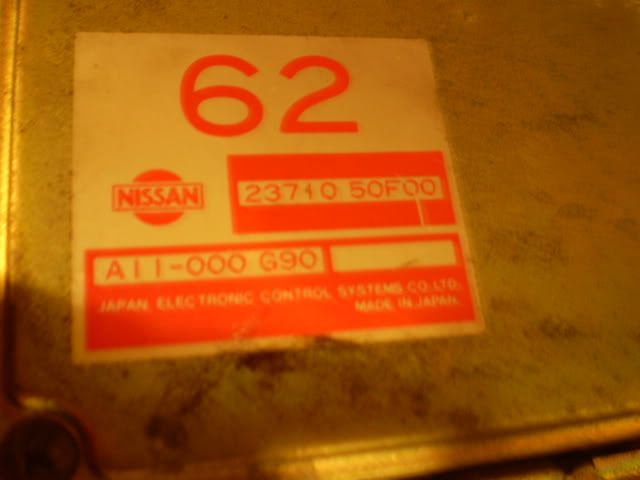 62
NISSAN
23710 50F00
A11-000 G90
JAPAN ELECTRONIC CONTROL SYSTEMS CO.,LTD.
MADE IN JAPAN.